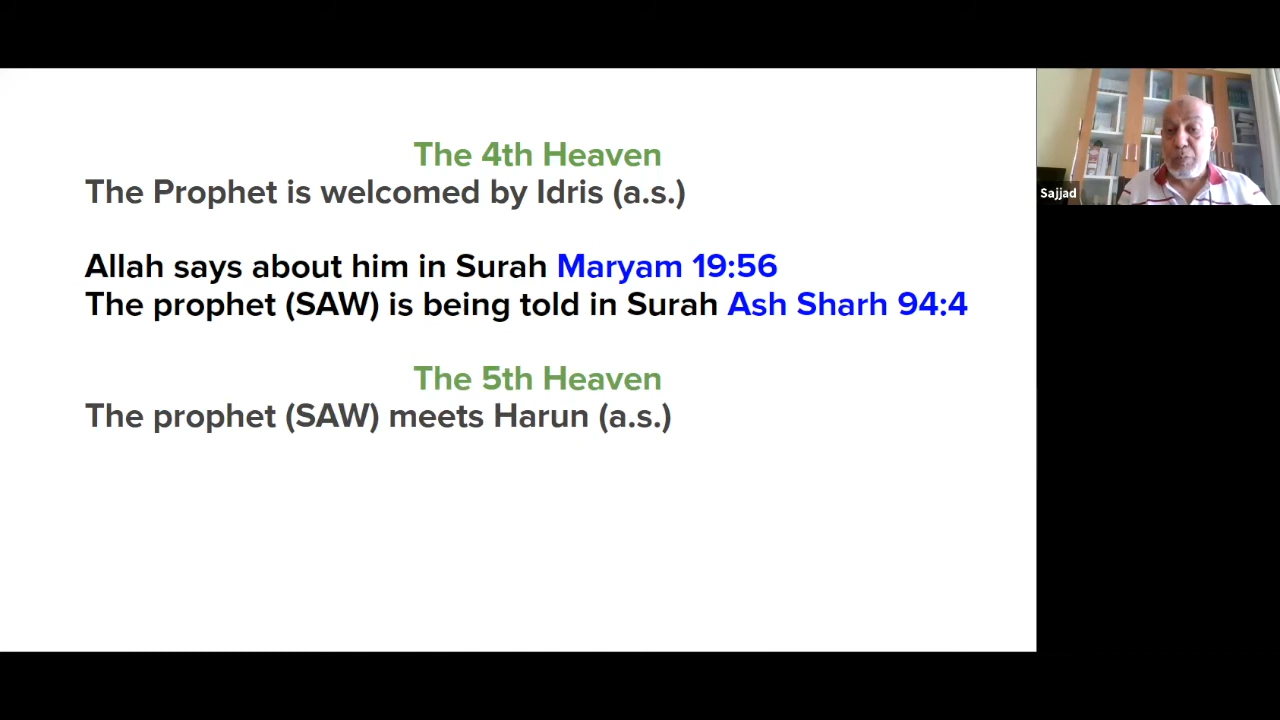 The 4th Heaven
The Prophet is welcomed by Idris (a.s.)
Allah says about him in Surah Maryam 19:56
The prophet (SAW) is being told in Surah Ash Sharh 94:4
The 5th Heaven
The prophet (SAW) meets Harun (a.s.)
Sajjad